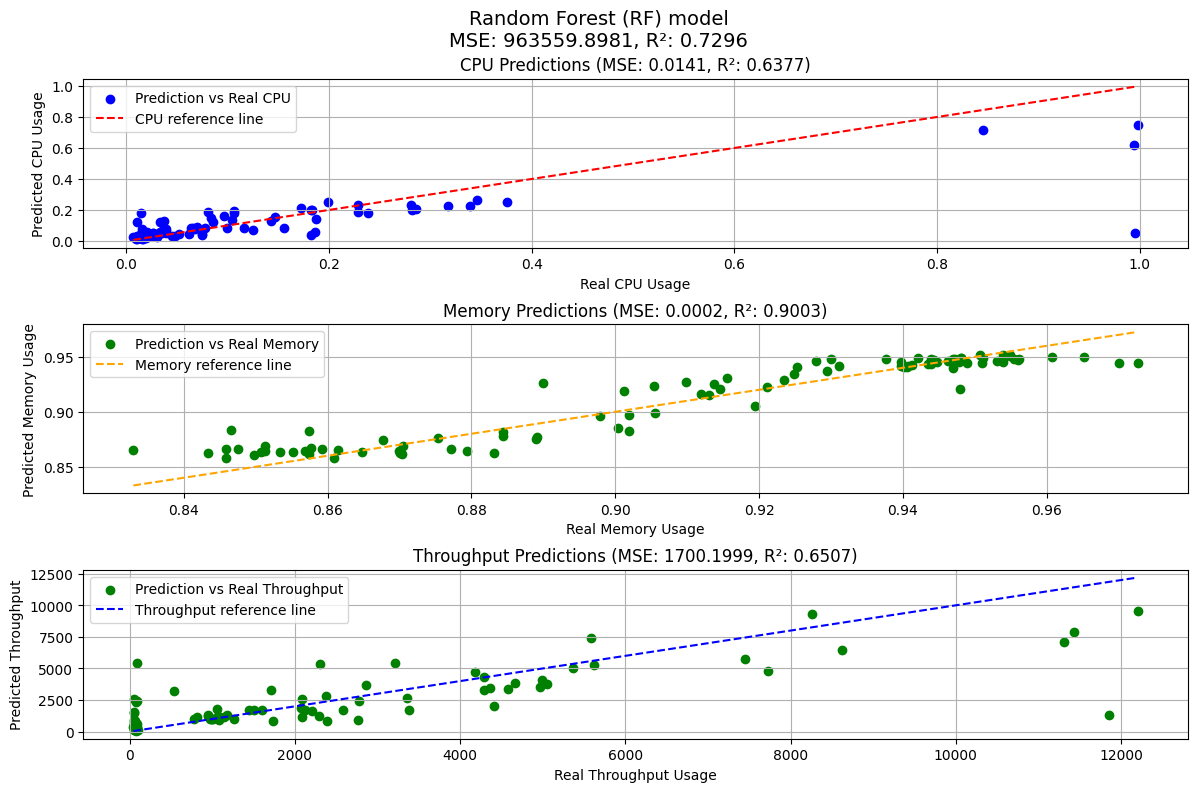 Random Forest (RF) model
MSE: 963559.8981, R²: 0.7296
CPU Predictions (MSE: 0.0141, R²: 0.6377)
Prediction vs Real CPU
CPU reference line
Predicted CPU Usage
1.0
0.8
0.6
0.4
0.2
0.0
0.0 0.2 0.4 0.6 0.8 1.0
Real CPU Usage
Memory Predictions (MSE: 0.0002, R²: 0.9003)
Prediction vs Real Memory
Memory reference line
Predicted Memory Usage
0.95
0.90
0.85
0.84 0.86 0.88 0.90 0.92 0.94 0.96
Real Memory Usage
Throughput Predictions (MSE: 1700.1999, R²: 0.6507)
Prediction vs Real Throughput
Throughput reference line
Predicted Throughput
12500
10000
7500
5000
2500
0
0 2000 4000 6000 8000 10000 12000
Real Throughput Usage